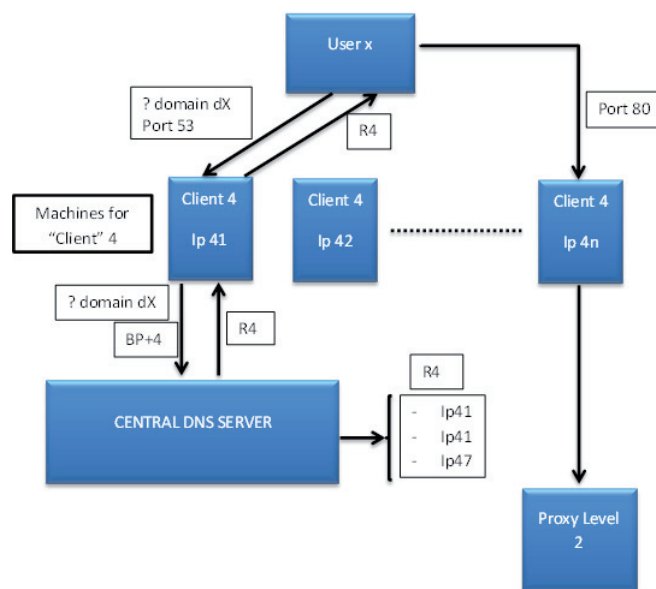 User x
? domain dX
Port 53
R4
Port 80
Machines for
“Client” 4
Client 4
Ip 41
Client 4
Ip 42
Client 4
Ip 4n
? domain dX
BP+4
R4
CENTRAL DNS SERVER
R4
- Ip41
- Ip41
- Ip47
Proxy Level
2